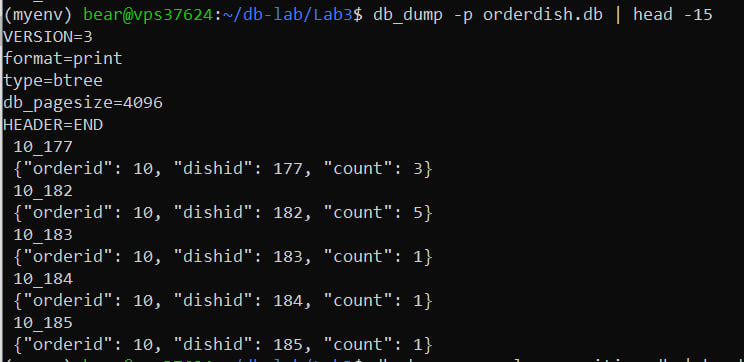 (myenv) bear@vps37624:~/db-lab/Lab3$ db_dump -p orderdish.db | head -15
VERSION=3
format=print
type=btree
db_pagesize=4096
HEADER=END
 10_177
 {"orderid": 10, "dishid": 177, "count": 3}
 10_182
 {"orderid": 10, "dishid": 182, "count": 5}
 10_183
 {"orderid": 10, "dishid": 183, "count": 1}
 10_184
 {"orderid": 10, "dishid": 184, "count": 1}
 10_185
 {"orderid": 10, "dishid": 185, "count": 1}